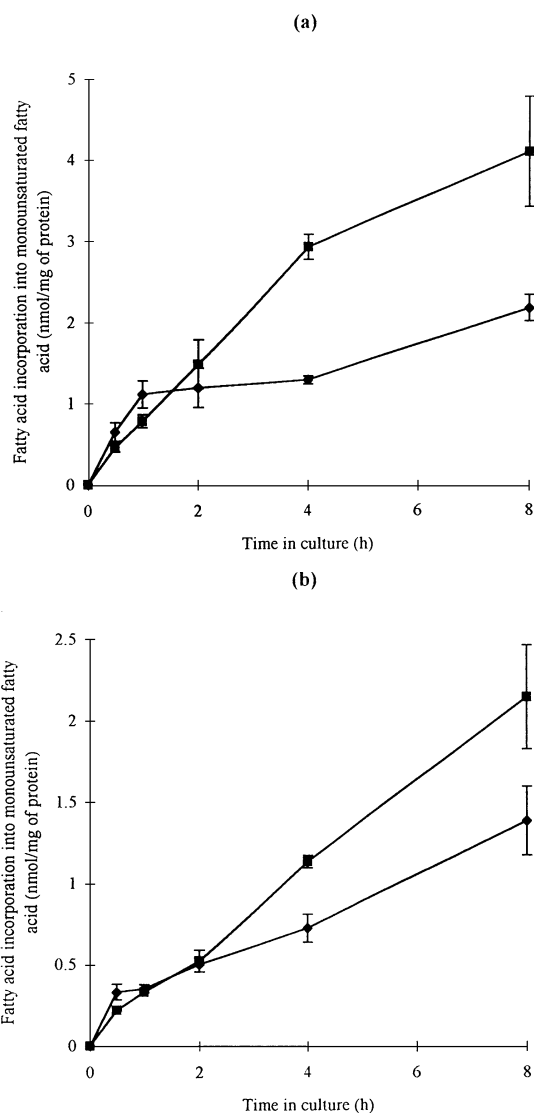 (a)
Fatty acid incorporation into monounsaturated fatty
acid (nmol/mg of protein)
5
4
3
2
1
0
0 2 4 6 8
Time in culture (h)
(b)
Fatty acid incorporation into monounsaturated fatty
acid (nmol/mg of protein)
2.5
2
1.5
1
0.5
0
0 2 4 6 8
Time in culture (h)